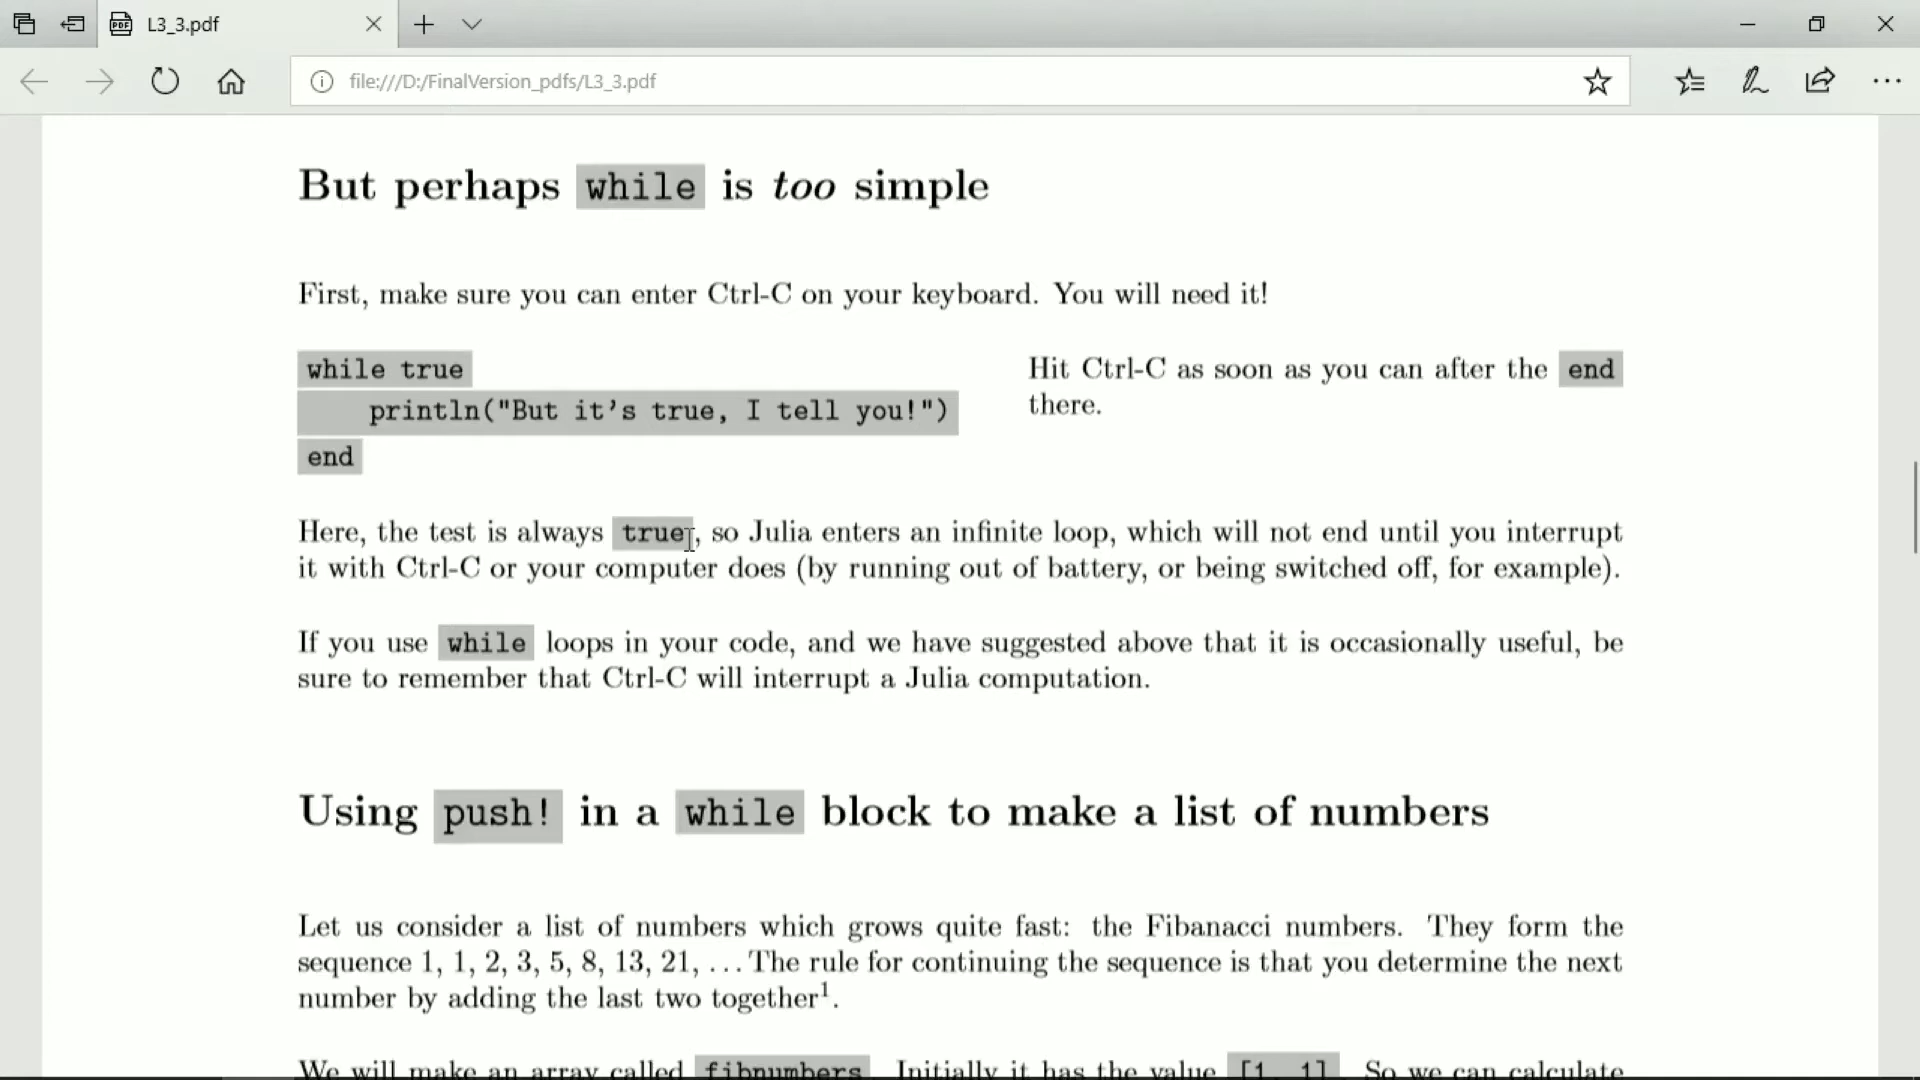 L3_3.pdf
file:///D:/FinalVersion_pdfs/L3_3.pdf
But perhaps while is too simple
First, make sure you can enter Ctrl-C on your keyboard. You will need it!
while true
println("But it's true, I tell you!")
end
Hit Ctrl-C as soon as you can after the end
there.
Here, the test is always true, so Julia enters an infinite loop, which will not end until you interrupt
it with Ctrl-C or your computer does (by running out of battery, or being switched off, for example).
If you use while loops in your code, and we have suggested above that it is occasionally useful, be
sure to remember that Ctrl-C will interrupt a Julia computation.
Using push! in a while block to make a list of numbers
Let us consider a list of numbers which grows quite fast: the Fibanacci numbers. They form the
sequence 1, 1, 2, 3, 5, 8, 13, 21, ... The rule for continuing the sequence is that you determine the next
number by adding the last two together1.
We will make an array called fibnumbers. Initially it has the value [1, 1]. So we can calculate